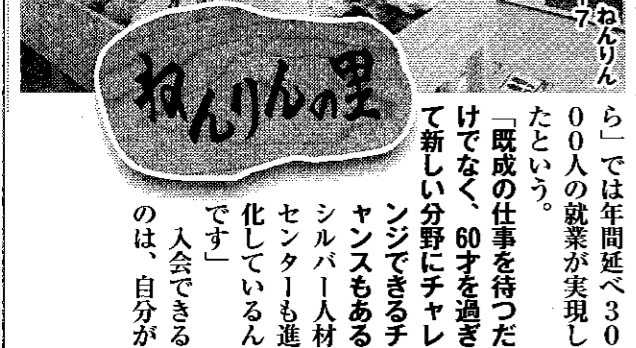 ねんりん
-7
ねんりんの里
ら」では年間延べ30
00人の就業が実現し
たという。
「既成の仕事を待つだ
けでなく、60才を過ぎ
て新しい分野にチャレ
ンジできるチ
ャンスもある
シルバー人材
センターも進
化しているん
です」
入会できる
のは、自分が